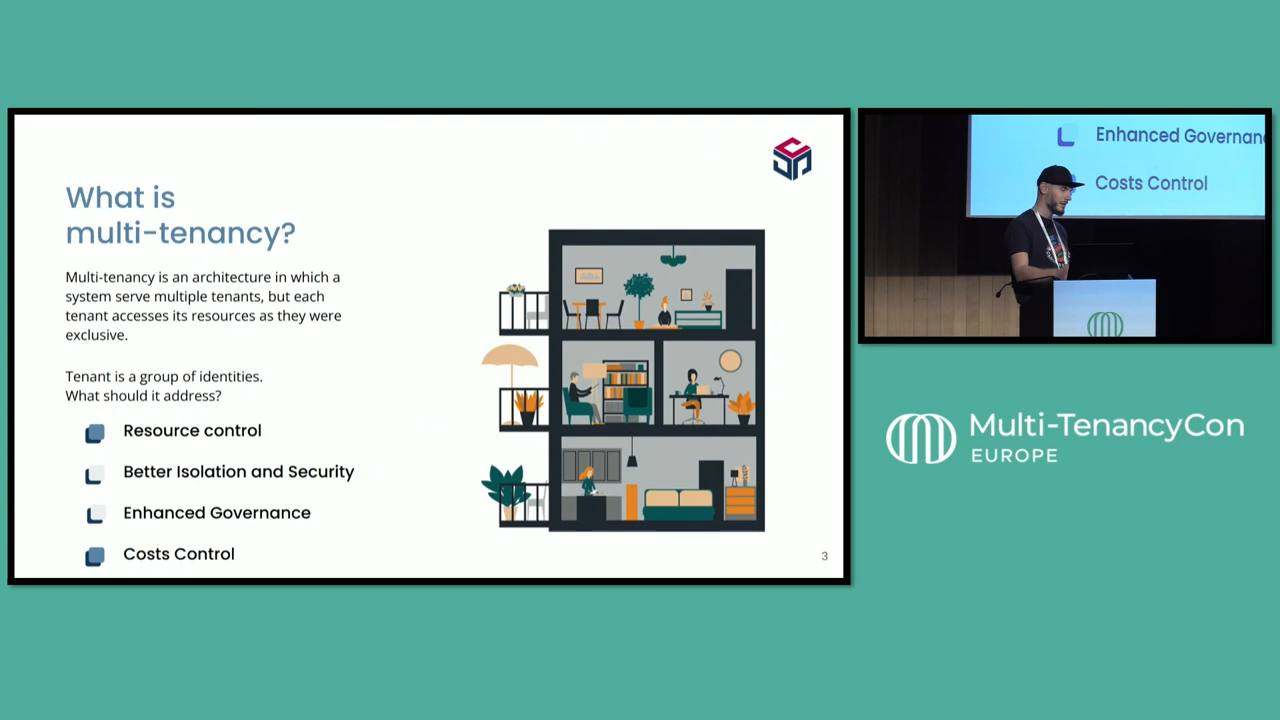 What is
multi-tenancy?
Multi-tenancy is an architecture in which a
system serve multiple tenants, but each
tenant accesses its resources as they were
exclusive.
Tenant is a group of identities.
What should it address?
Resource control
Better Isolation and Security
Enhanced Governance
Costs Control
3
Enhanced Governan
Costs Control
Multi-TenancyCon
EUROPE